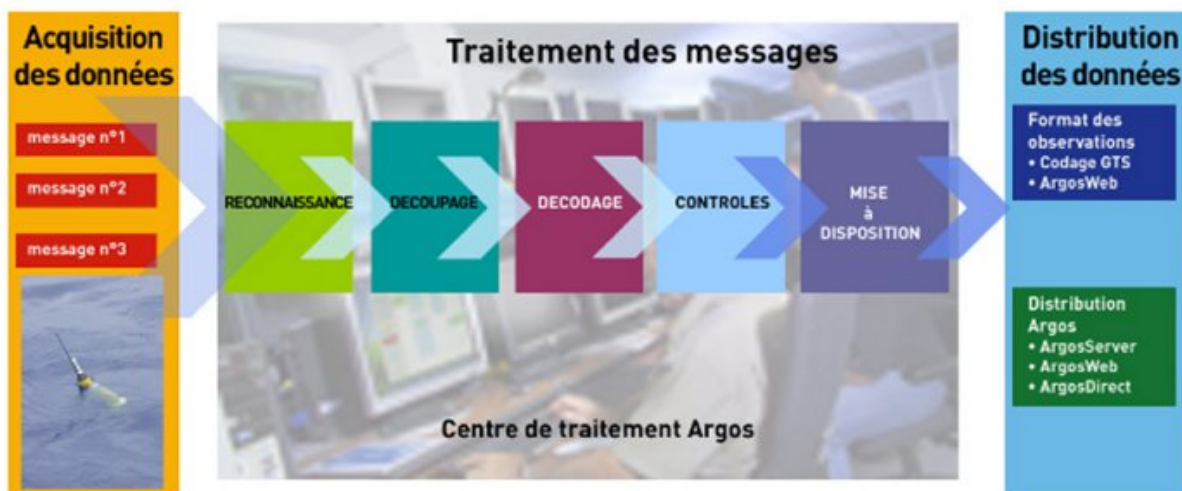 Acquisition
des données
message n°1
message n°2
message n°3
Traitement des messages
RECONNAISSANCE
DECOUPAGE
DECODAGE
CONTROLES
MISE
à
DISPOSITION
Centre de traitement Argos
Distribution
des données
Format des
observations
• Codage GTS
• ArgosWeb
Distribution
Argos
• ArgosServer
• ArgosWeb
• ArgosDirect